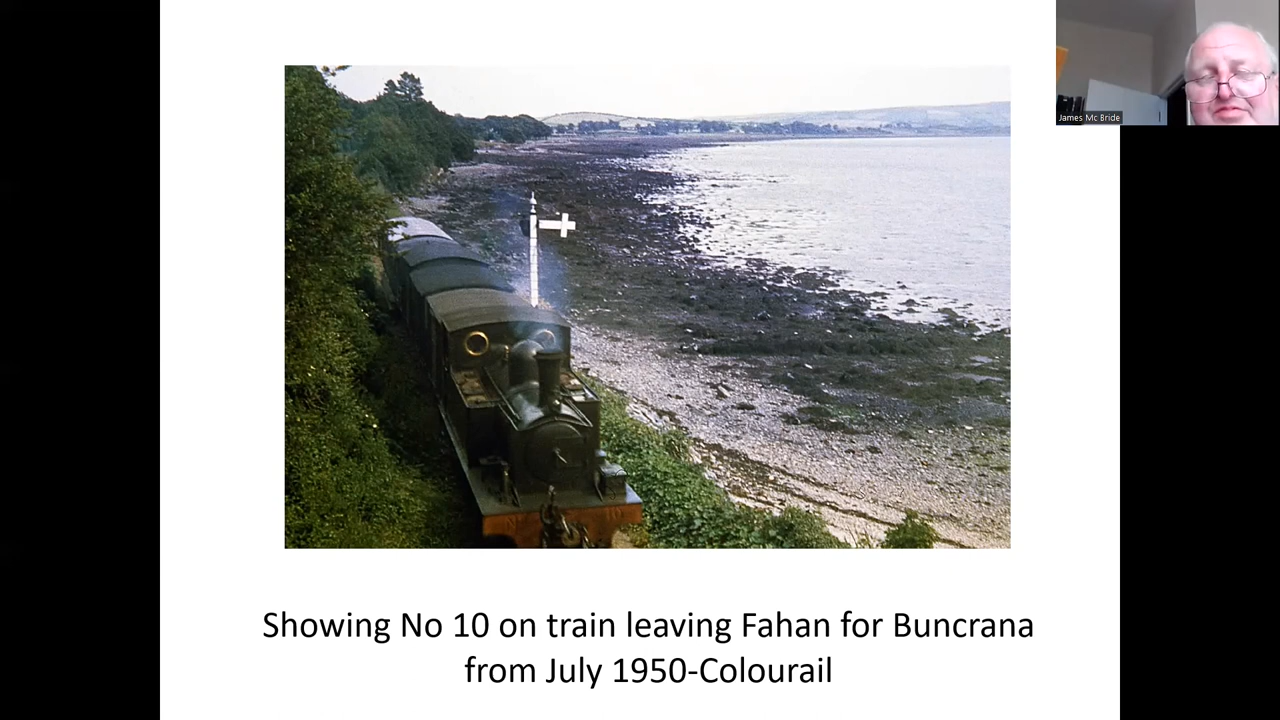 James Mc Bride
Showing No 10 on train leaving Fahan for Buncrana
from July 1950-Colourail